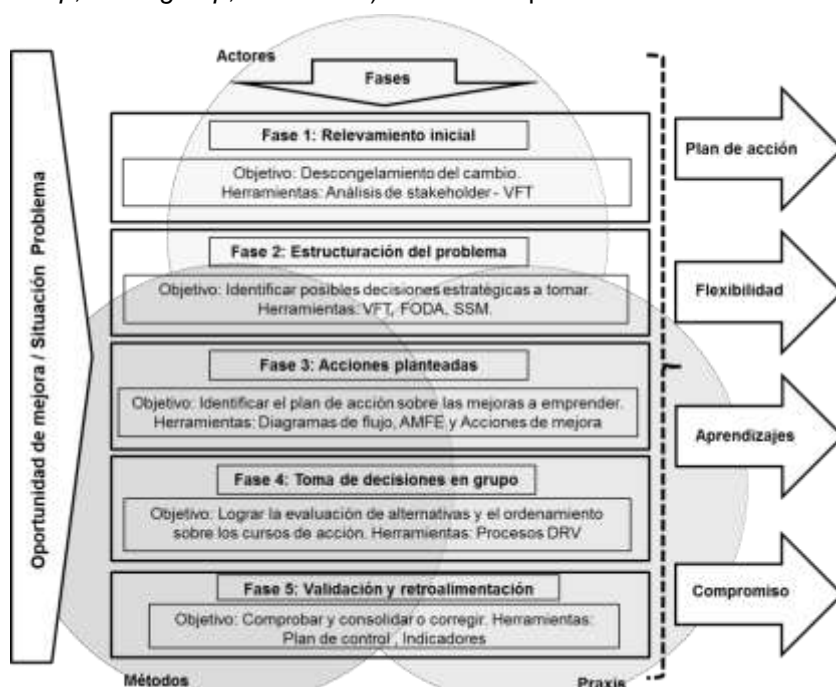 Actores
Fases
Fase 1: Relevamiento inicial
Objetivo: Descongelamiento del cambio.
Herramientas: Análisis de stakeholder - VFT
Fase 2: Estructuración del problema
Objetivo: Identificar posibles decisiones estratégicas a tomar.
Herramientas: VFT, FODA, SSM.
Fase 3: Acciones planteadas
Objetivo: Identificar el plan de acción sobre las mejoras a emprender.
Herramientas: Diagramas de flujo, AMFE y Acciones de mejora
Fase 4: Toma de decisiones en grupo
Objetivo: Lograr la evaluación de alternativas y el ordenamiento
sobre los cursos de acción. Herramientas: Procesos DRV
Fase 5: Validación y retroalimentación
Objetivo: Comprobar y consolidar o corregir. Herramientas:
Plan de control , Indicadores
Métodos
Praxis
Oportunidad de mejora / Situación Problema
Plan de acción
Flexibilidad
Aprendizajes
Compromiso